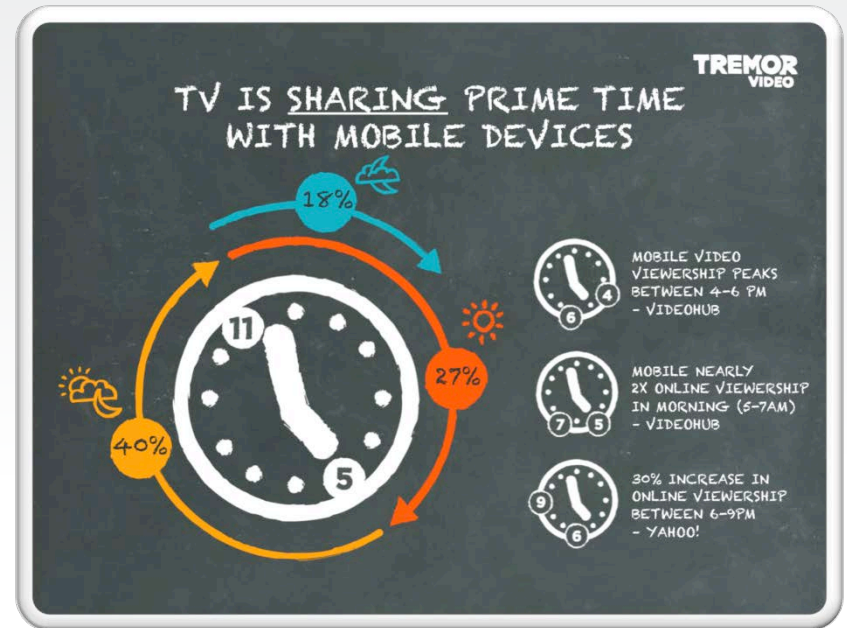 TREMOR
VIDEO
TV IS SHARING PRIME TIME
WITH MOBILE DEVICES
18%
11
27%
40%
5
4
6
MOBILE VIDEO
VIEWERSHIP PEAKS
BETWEEN 4-6 PM
- VIDEOHUB
7
5
MOBILE NEARLY
2X ONLINE VIEWERSHIP
IN MORNING (5-7AM)
- VIDEOHUB
9
6
30% INCREASE IN
ONLINE VIEWERSHIP
BETWEEN 6-9PM
- YAHOO!